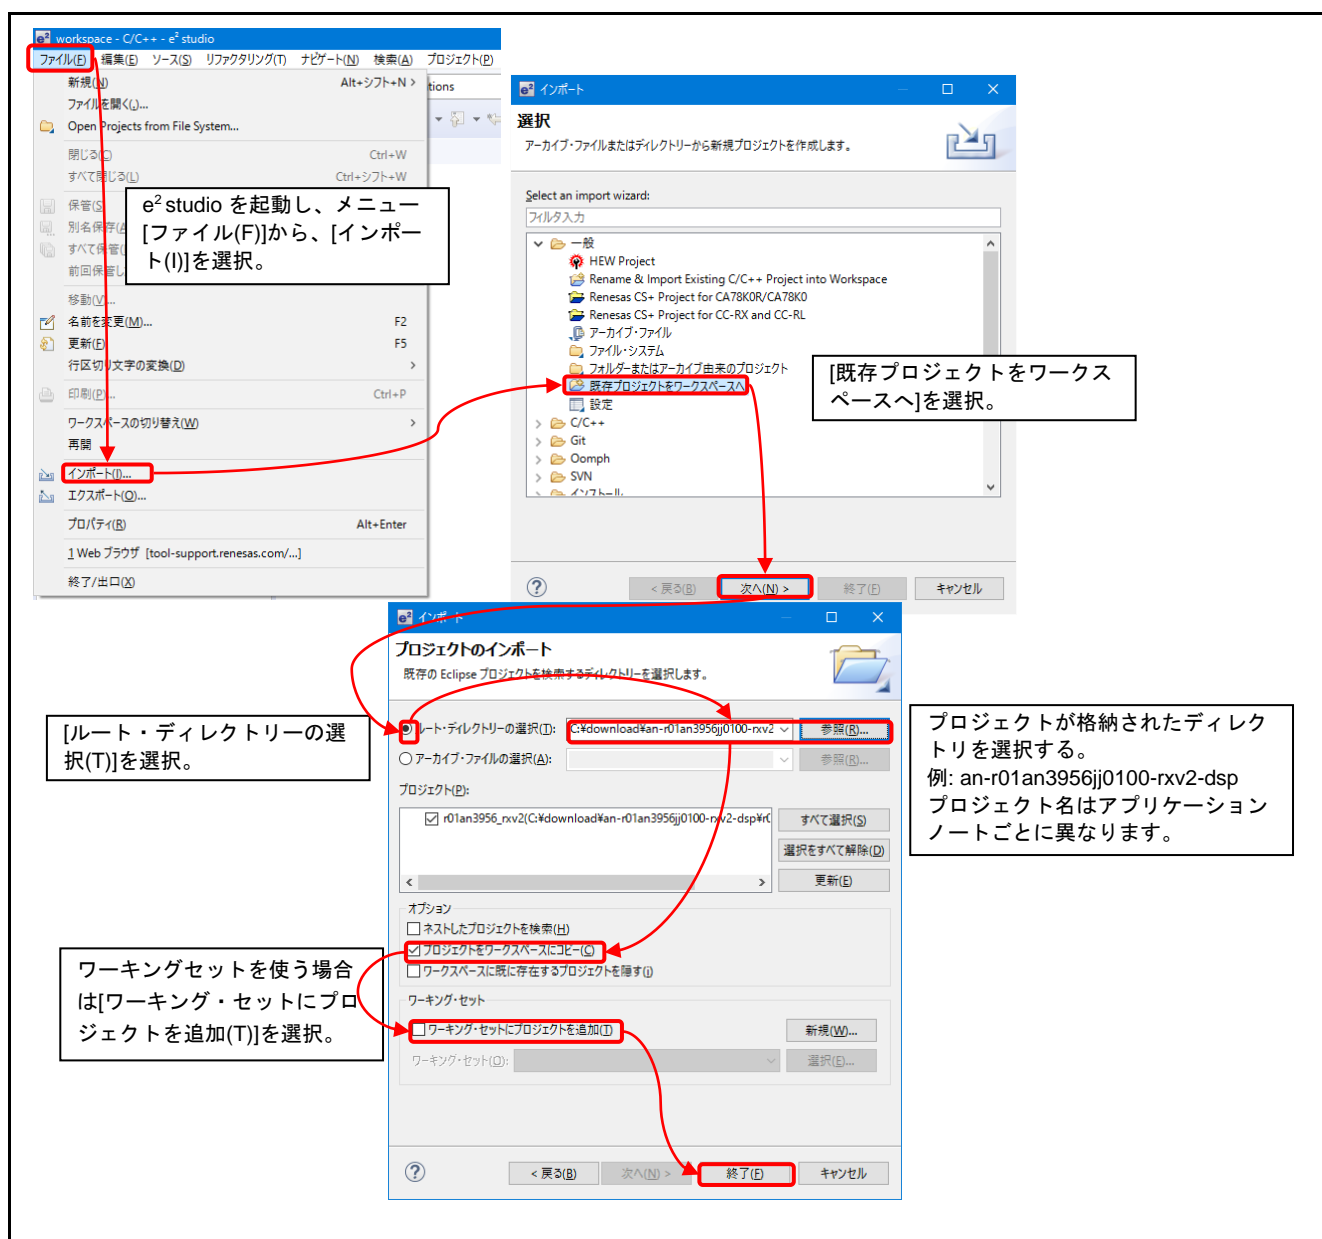 workspace - C/C++ - e² studio
ファイル(F) 編集(E) ソース(S) リファクタリング(T) ナビゲート(N) 検索(A) プロジェクト(P)
新規(N) Alt+シフト+N >
ファイルを開く(.)...
Open Projects from File System...
閉じる(C) Ctrl+W
すべて閉じる(L) Ctrl+シフト+W
保管(S)
別名保存(A
すべて保管(
前回保管し
移動(V)...
名前を変更(M)... F2
更新(F) F5
行区切り文字の変換(D) >
印刷(P)... Ctrl+P
ワークスペースの切り替え(W) >
再開
インポート(I)...
エクスポート(O)...
プロパティ(R) Alt+Enter
1 Web ブラウザ [tool-support.renesas.com/...]
終了/出口(X)
tions
e² studio を起動し、メニュー
[ファイル(F)]から、[インポー
ト(I)]を選択。
インポート
選択
アーカイブ・ファイルまたはディレクトリーから新規プロジェクトを作成します。
Select an import wizard:
フィルタ入力
一般
HEW Project
Rename & Import Existing C/C++ Project into Workspace
Renesas CS+ Project for CA78K0R/CA78K0
Renesas CS+ Project for CC-RX and CC-RL
アーカイブ・ファイル
ファイル・システム
フォルダーまたはアーカイブ由来のプロジェクト
既存プロジェクトをワークスペースへ
設定
C/C++
Git
Oomph
SVN
インストール
< 戻る(B) 次へ(N) > 終了(F) キャンセル
[既存プロジェクトをワークス
ペースへ]を選択。
インポート
プロジェクトのインポート
既存の Eclipse プロジェクトを検索するディレクトリーを選択します。
ルート・ディレクトリーの選択(T): C:¥download¥an-r01an3956jj0100-rxv2 参照(R)...
アーカイブ・ファイルの選択(A): 参照(R)...
プロジェクト(P):
r01an3956_rxv2(C:¥download¥an-r01an3956jj0100-rxv2-dsp¥r( すべて選択(S)
選択をすべて解除(D)
更新(E)
オプション
ネストしたプロジェクトを検索(H)
プロジェクトをワークスペースにコピー(C)
ワークスペースに既に存在するプロジェクトを隠す(i)
ワーキング・セット
ワーキング・セットにプロジェクトを追加(T) 新規(W)...
ワーキング・セット(O): 選択(E)...
< 戻る(B) 次へ(N) > 終了(F) キャンセル
[ルート・ディレクトリーの選
択(T)]を選択。
プロジェクトが格納されたディレク
トリを選択する。
例: an-r01an3956jj0100-rxv2-dsp
プロジェクト名はアプリケーション
ノートごとに異なります。
ワーキングセットを使う場合
は[ワーキング・セットにプロ
ジェクトを追加(T)]を選択。